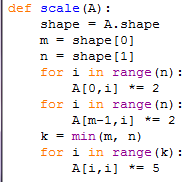 def scale(A):
    shape = A.shape
    m = shape[0]
    n = shape[1]
    for i in range(n):
        A[0,i] *= 2
    for i in range(n):
        A[m-1,i] *= 2
    k = min(m, n)
    for i in range(k):
        A[i,i] *= 5